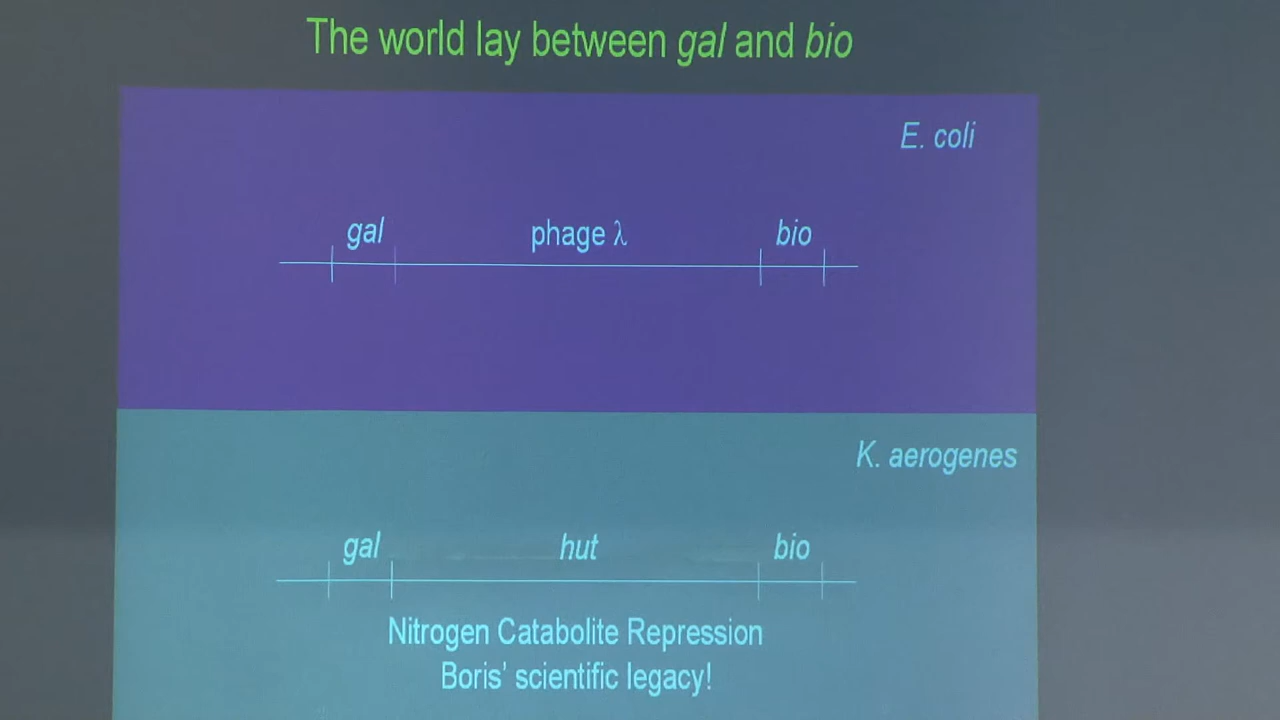 The world lay between gal and bio
E. coli
gal phage λ bio
K. aerogenes
gal hut bio
Nitrogen Catabolite Repression
Boris' scientific legacy!